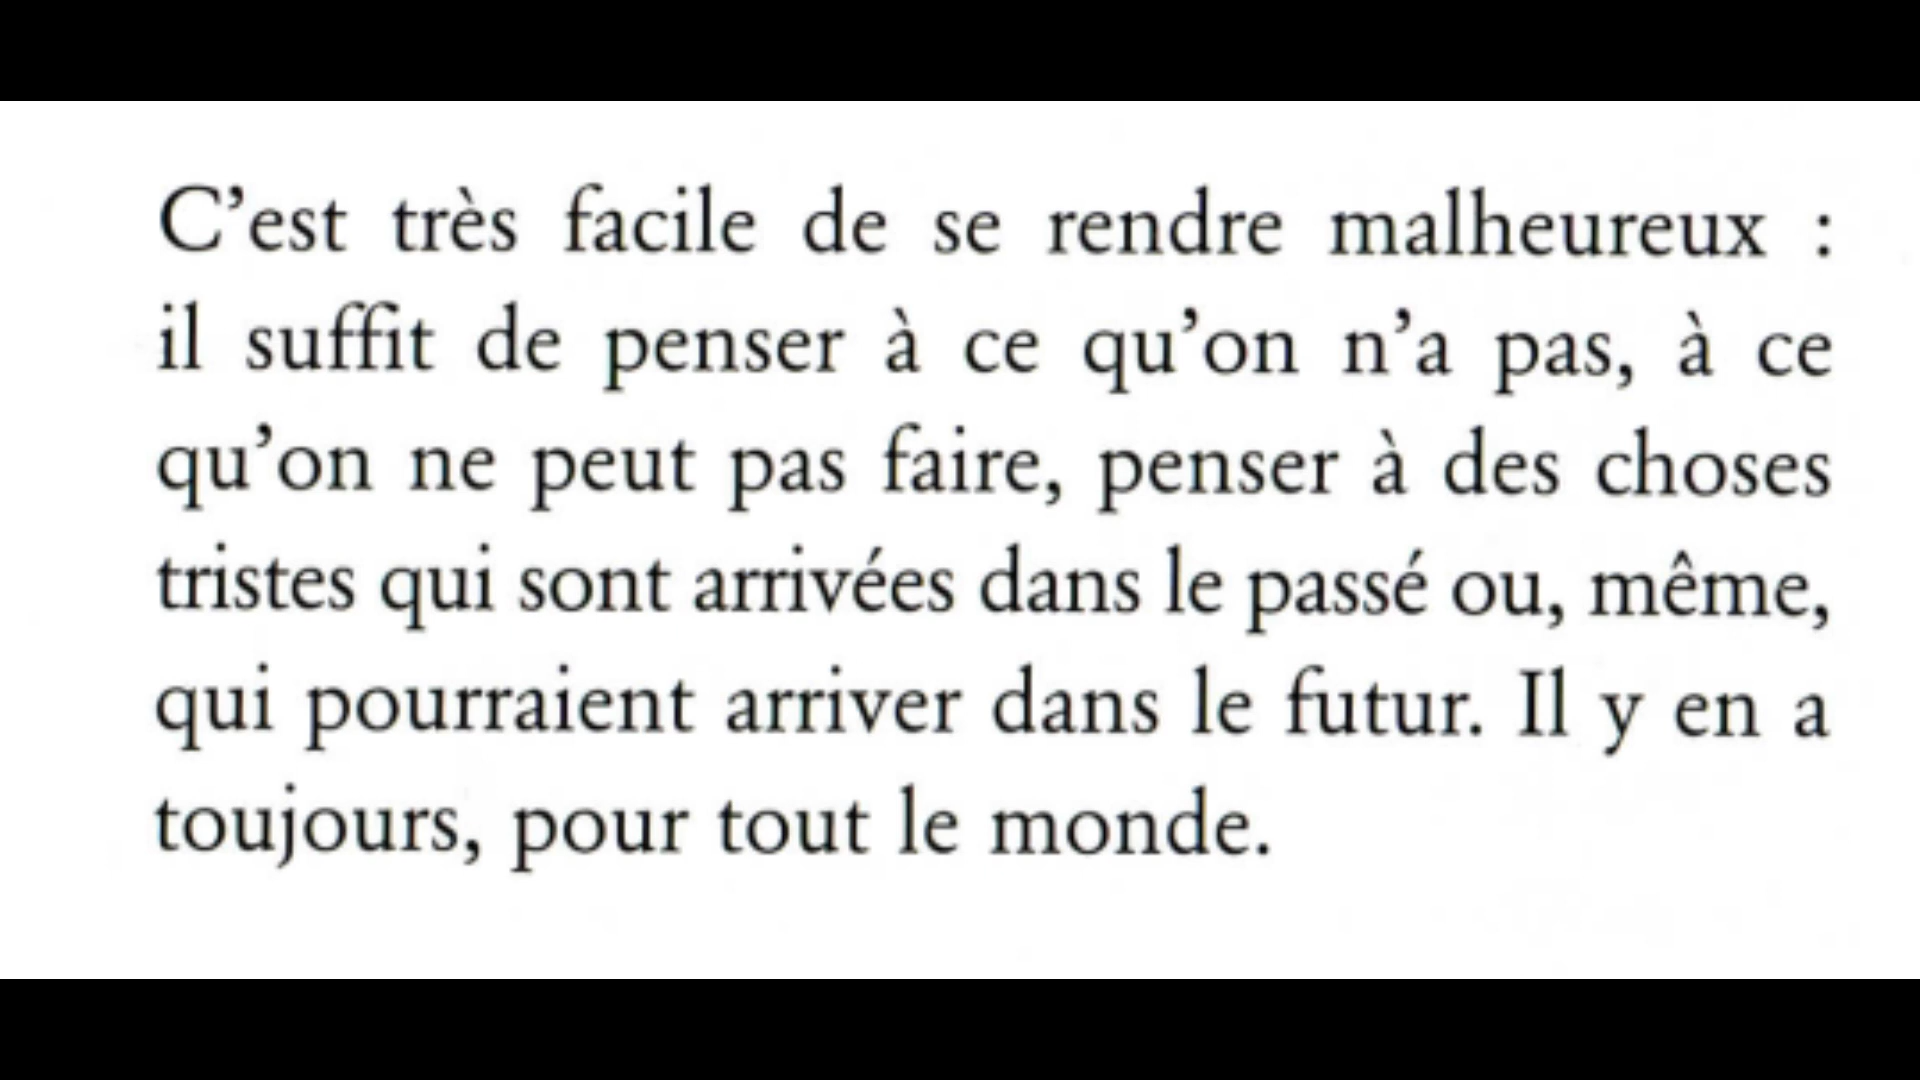 C’est très facile de se rendre malheureux :
il suffit de penser à ce qu’on n’a pas, à ce
qu’on ne peut pas faire, penser à des choses
tristes qui sont arrivées dans le passé ou, même,
qui pourraient arriver dans le futur. Il y en a
toujours, pour tout le monde.